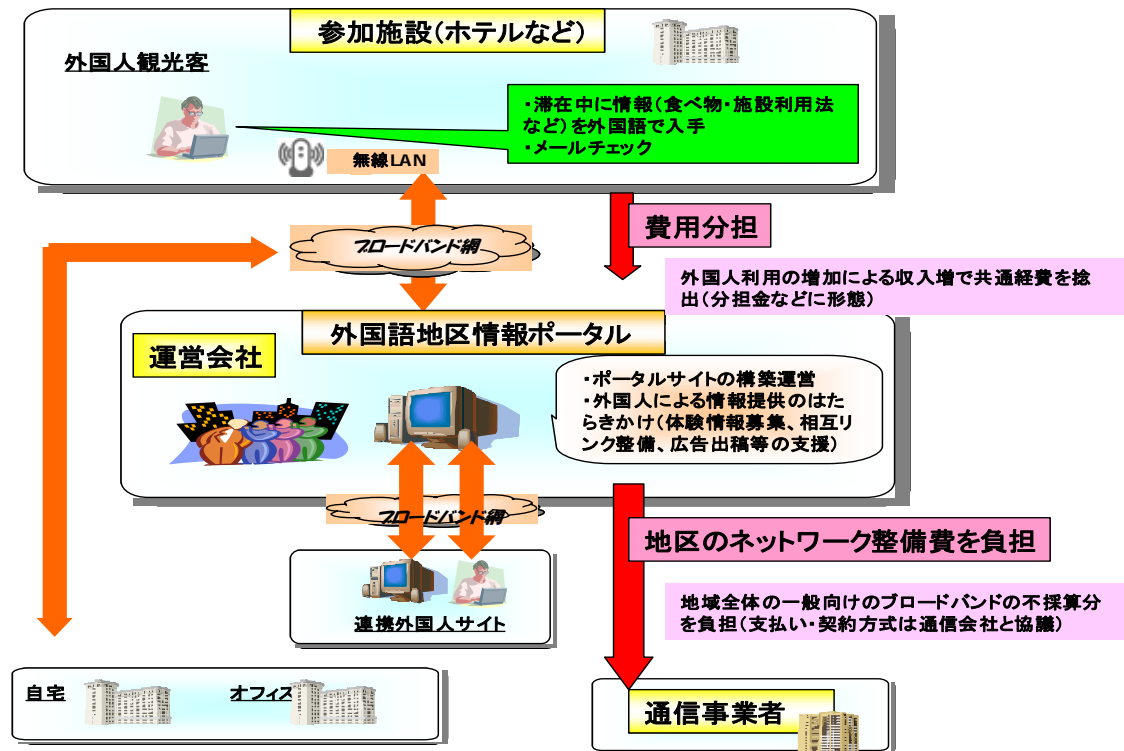 参加施設(ホテルなど)
外国人観光客
・滞在中に情報(食べ物・施設利用法
など)を外国語で入手
・メールチェック
無線LAN
費用分担
ブロードバンド網
外国人利用の増加による収入増で共通経費を捻
出(分担金などに形態)
外国語地区情報ポータル
運営会社
・ポータルサイトの構築運営
・外国人による情報提供のはた
らきかけ(体験情報募集、相互リ
ンク整備、広告出稿等の支援)
ブロードバンド網
地区のネットワーク整備費を負担
連携外国人サイト
地域全体の一般向けのブロードバンドの不採算分
を負担(支払い・契約方式は通信会社と協議)
自宅
オフィス
通信事業者